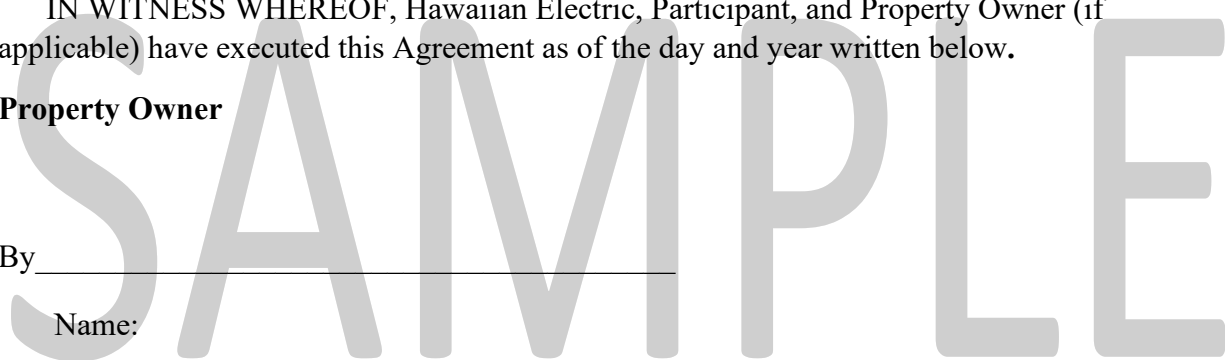 IN WITNESS WHEREOF, Hawaiian Electric, Participant, and Property Owner (if
applicable) have executed this Agreement as of the day and year written below.
Property Owner
By________________________________________
Name:
SAMPLE